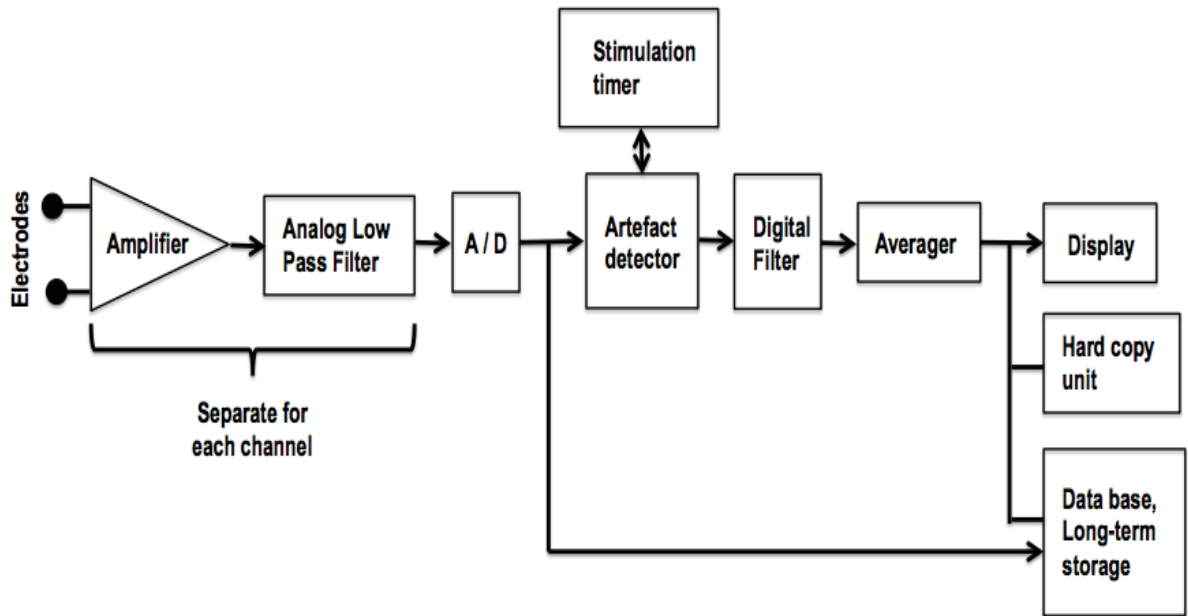 Stimulation
timer
Electrodes
Amplifier
Analog Low
Pass Filter
A / D
Artefact
detector
Digital
Filter
Averager
Display
Hard copy
unit
Separate for
each channel
Data base,
Long-term
storage